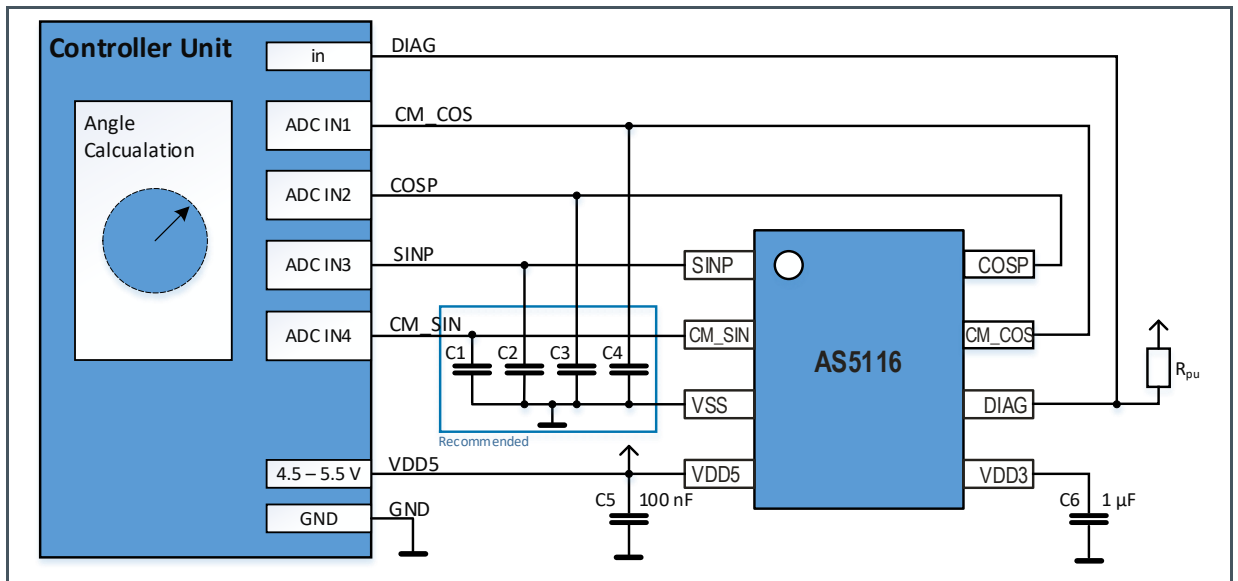 Controller Unit
in
DIAG
Angle
Calcualation
ADC IN1
CM_COS
ADC IN2
COSP
ADC IN3
SINP
ADC IN4
CM_SIN
C1
C2
C3
C4
Recommended
SINP
CM_SIN
VSS
VDD5
AS5116
COSP
CM_COS
DIAG
VDD3
Rpu
4.5 – 5.5 V
VDD5
GND
GND
C5 100 nF
C6 1 µF